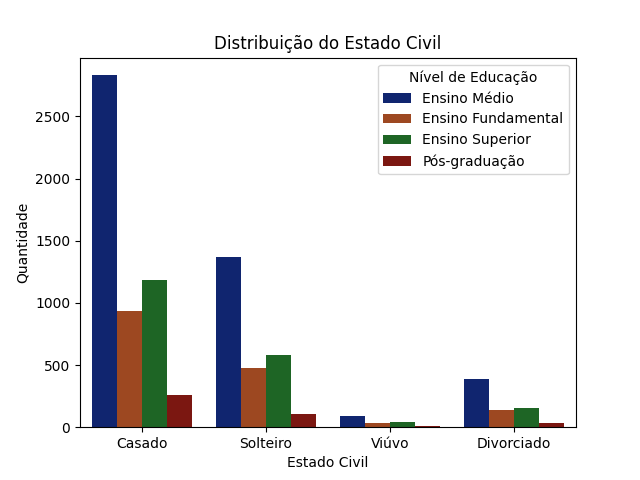 Distribuição do Estado Civil
Nível de Educação
Ensino Médio
Ensino Fundamental
Ensino Superior
Pós-graduação
Quantidade
2500
2000
1500
1000
500
0
Casado
Solteiro
Viúvo
Divorciado
Estado Civil